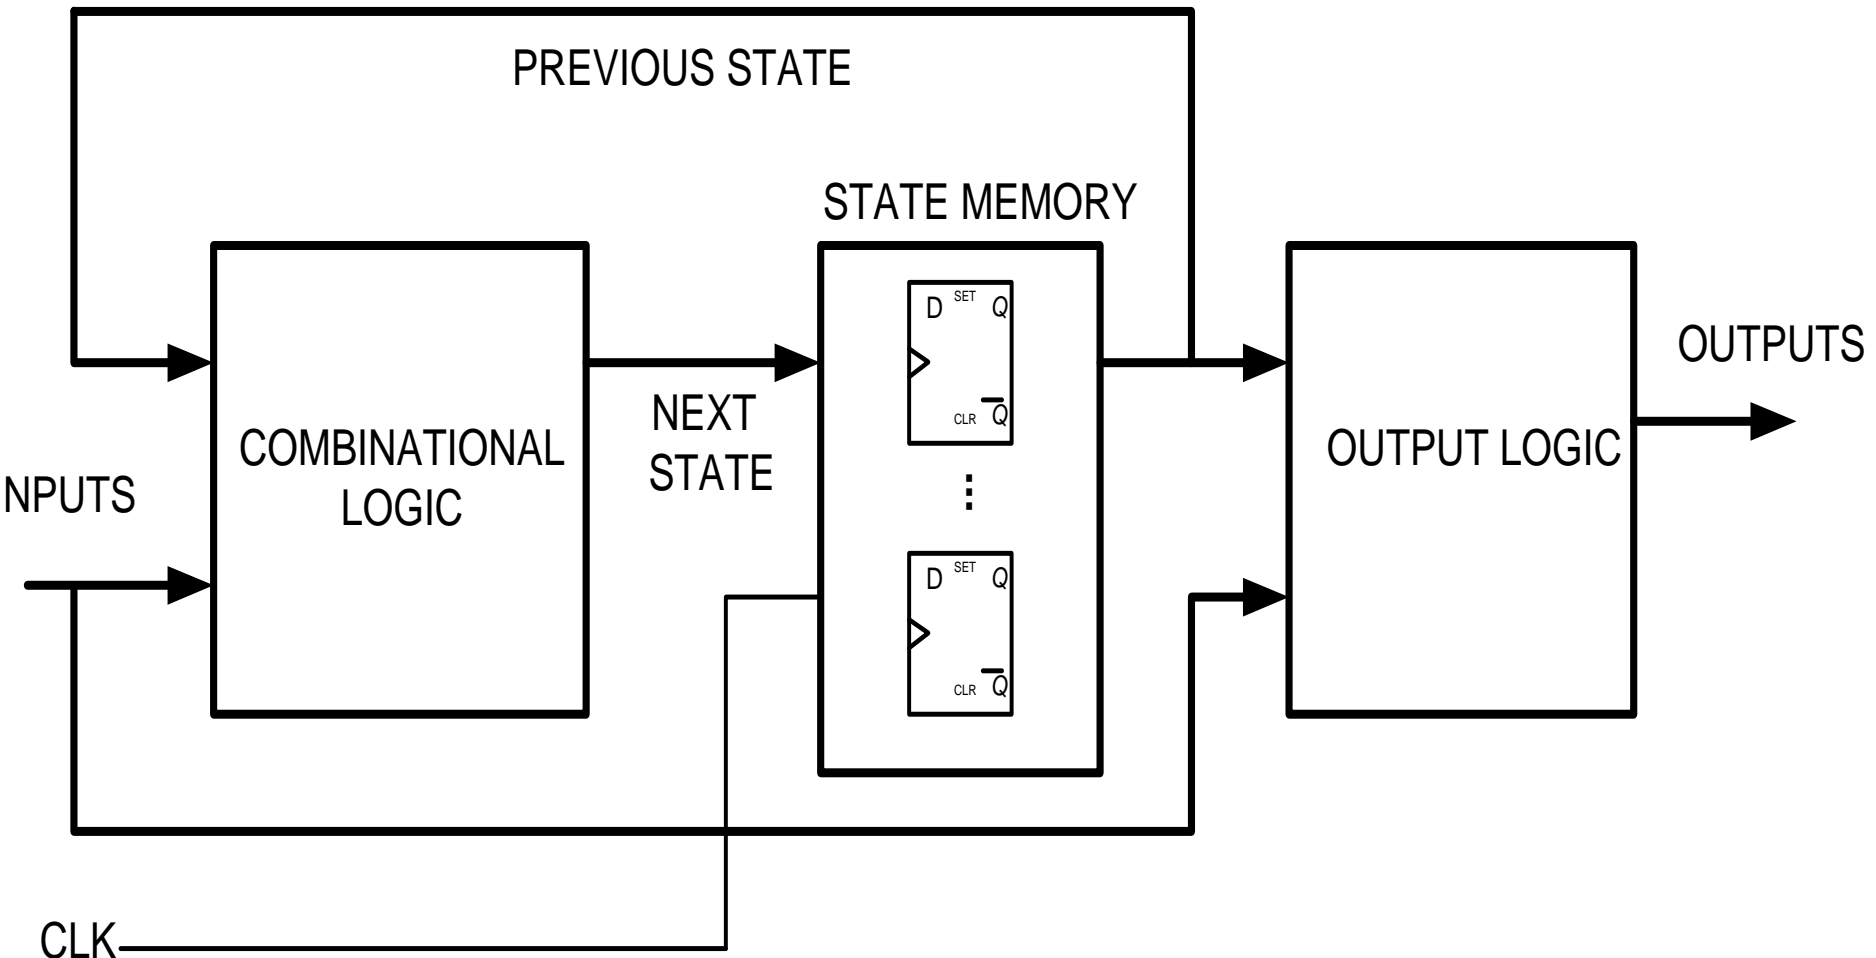 PREVIOUS STATE
STATE MEMORY
D SET Q
CLR Q
COMBINATIONAL
LOGIC
NPUTS
NEXT
STATE
D SET Q
CLR Q
OUTPUT LOGIC
OUTPUTS
CLK